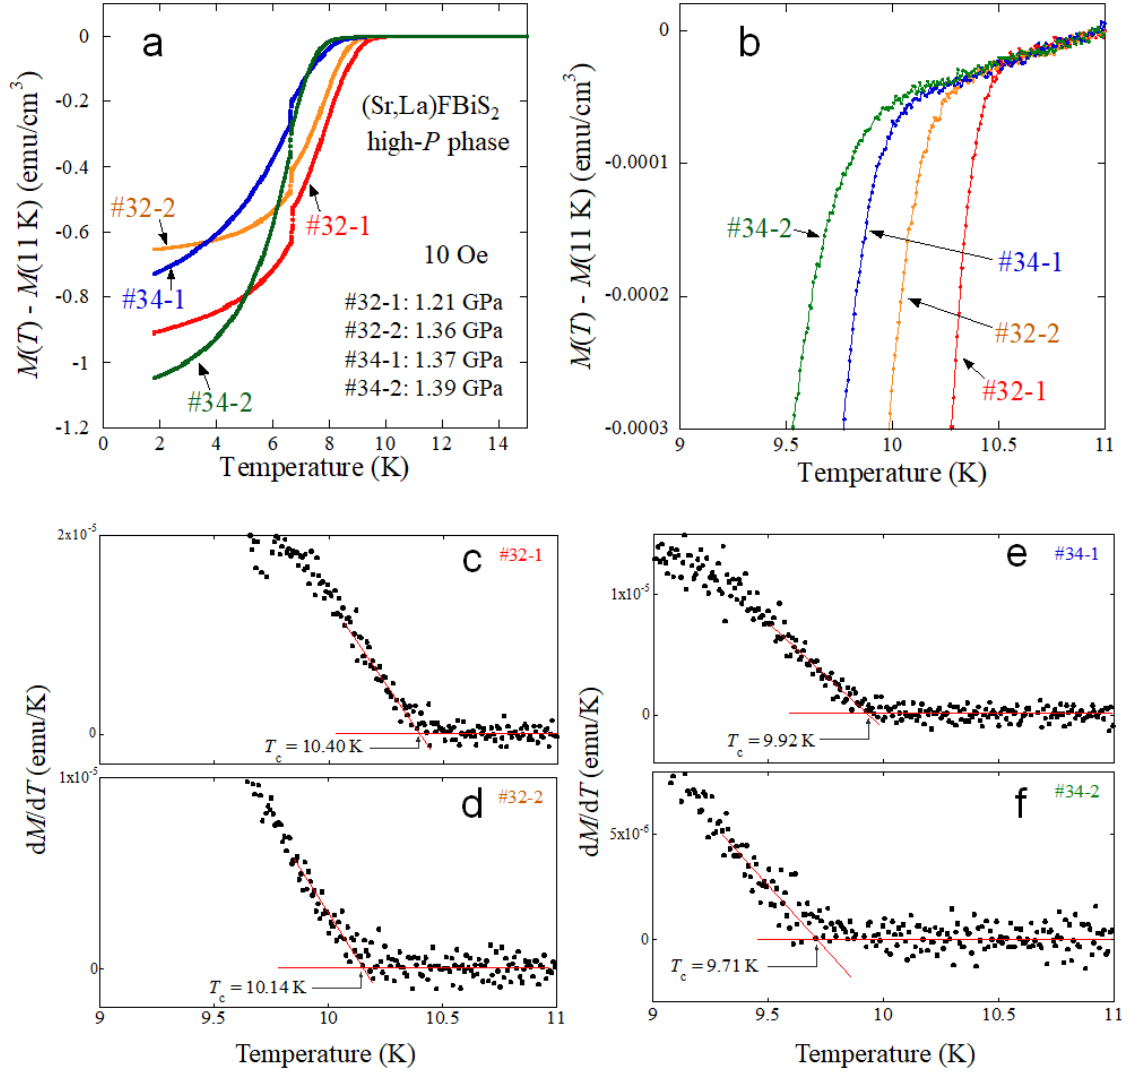 a
(Sr,La)FBiS2
high-P phase
#32-2
#32-1
#34-1
#34-2
10 Oe
#32-1: 1.21 GPa
#32-2: 1.36 GPa
#34-1: 1.37 GPa
#34-2: 1.39 GPa
M(T) - M(11 K) (emu/cm3)
0
-0.2
-0.4
-0.6
-0.8
-1
-1.2
0 2 4 6 8 10 12 14
Temperature (K)
b
#34-2
#34-1
#32-2
#32-1
M(T) - M(11 K) (emu/cm3)
0
-0.0001
-0.0002
-0.0003
9 9.5 10 10.5 11
Temperature (K)
c
#32-1
2x10-5
0
Tc = 10.40 K
dM/dT (emu/K)
d
#32-2
1x10-5
0
Tc = 10.14 K
9 9.5 10 10.5 11
Temperature (K)
e
#34-1
1x10-5
0
Tc = 9.92 K
dM/dT (emu/K)
f
#34-2
5x10-6
0
Tc = 9.71 K
9 9.5 10 10.5 11
Temperature (K)